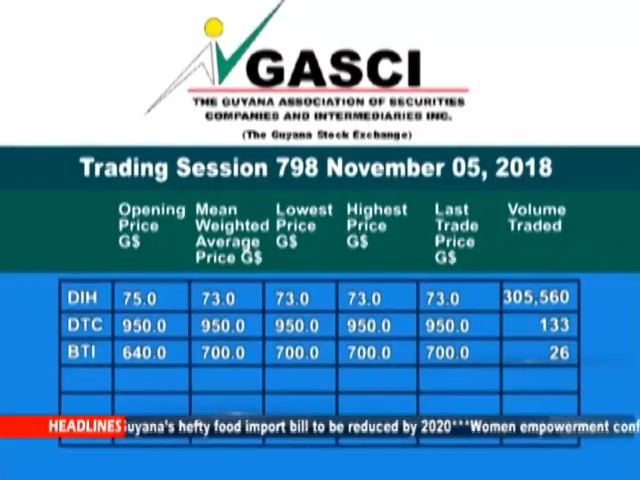 GASCI
THE GUYANA ASSOCIATION OF SECURITIES
COMPANIES AND INTERMEDIARIES INC.
(The Guyana Stock Exchange)
Trading Session 798 November 05, 2018
Opening Price G$ Mean Weighted Average Price G$ Lowest Price G$ Highest Price G$ Last Trade Price G$ Volume Traded
DIH 75.0 73.0 73.0 73.0 73.0 305,560
DTC 950.0 950.0 950.0 950.0 950.0 133
BTI 640.0 700.0 700.0 700.0 700.0 26
HEADLINES uyana's hefty food import bill to be reduced by 2020***Women empowerment conf